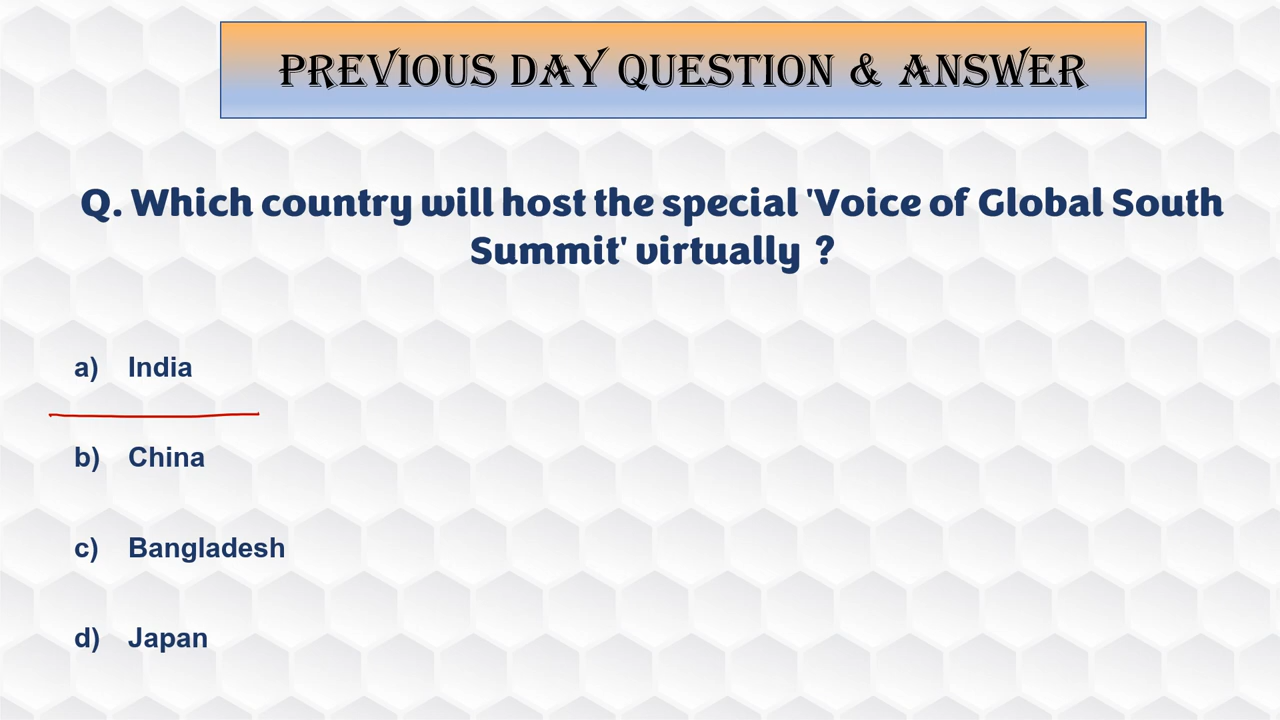 PREVIOUS DAY QUESTION & ANSWER
Q. Which country will host the special 'Voice of Global South
Summit' virtually ?
a) India
b) China
c) Bangladesh
d) Japan